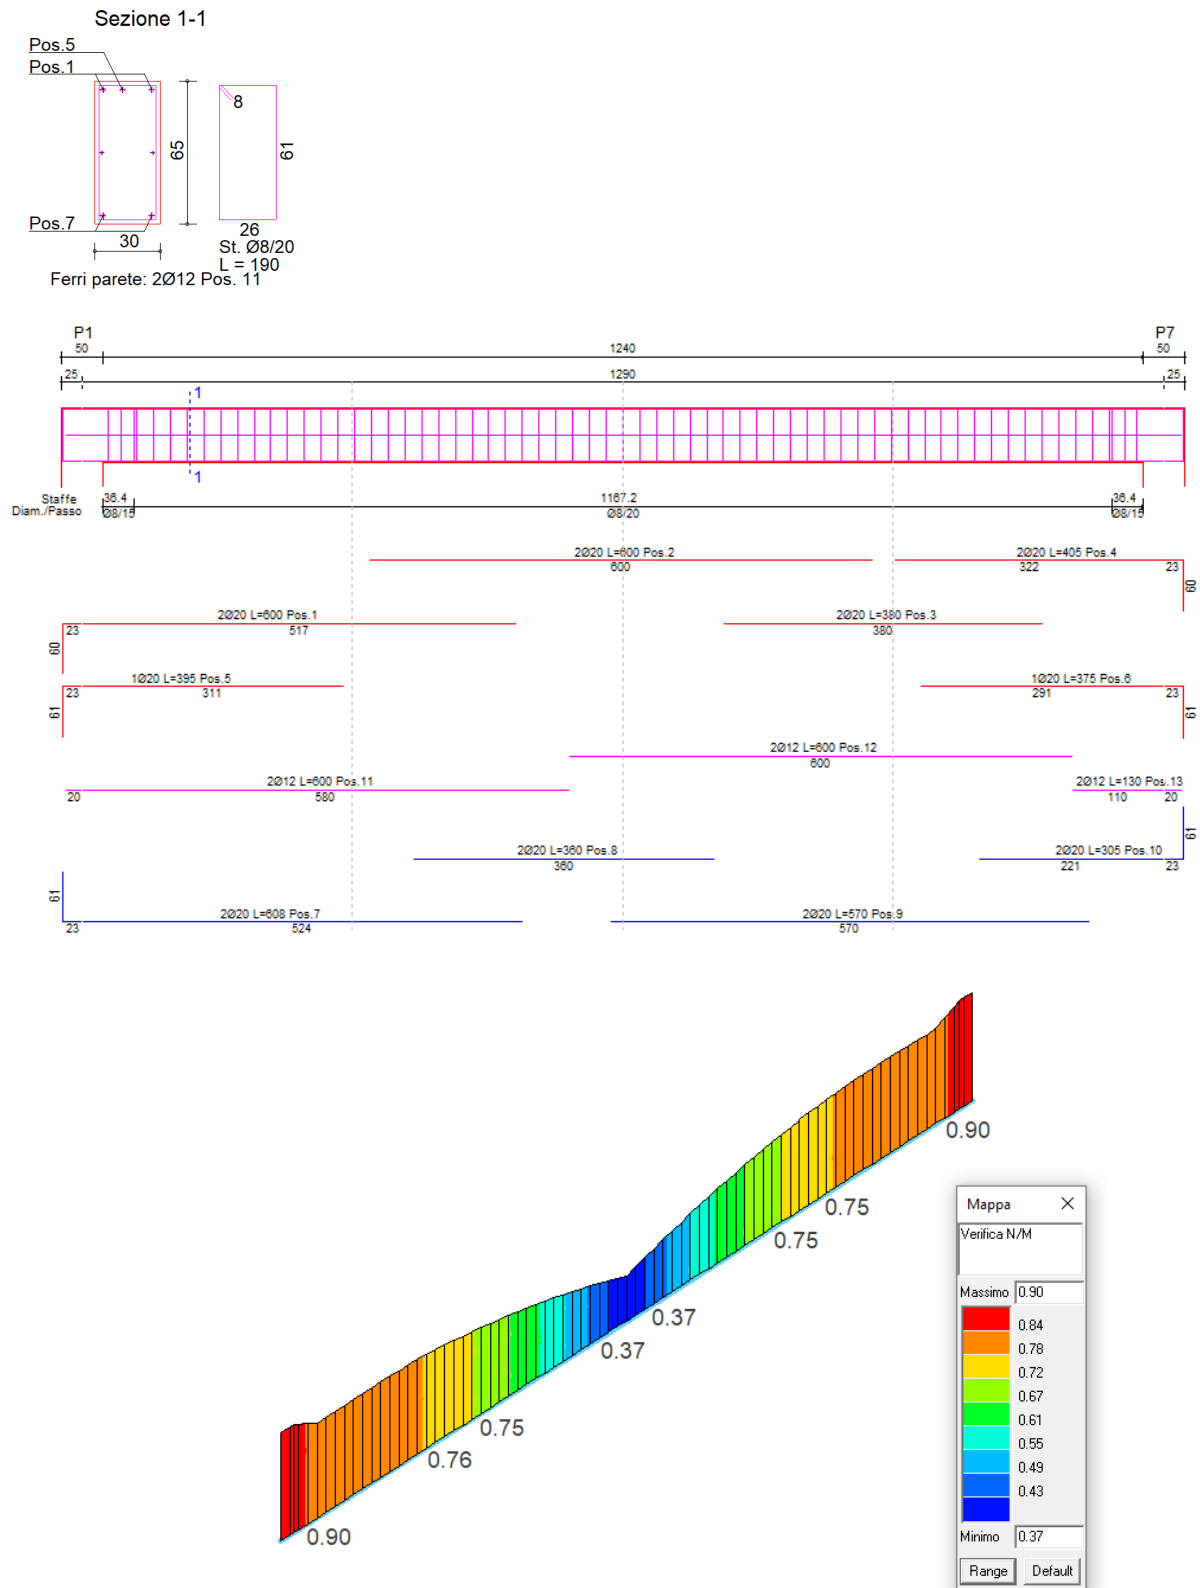 Sezione 1-1
Pos.5
Pos.1
8
65
61
Pos.7
30
26
St. Ø8/20
L = 190
Ferri parete: 2Ø12 Pos. 11
P1
P7
50
1240
50
25
1290
25
1
1
Staffe
Diam./Passo
36.4
Ø8/15
1167.2
Ø8/20
36.4
Ø8/15
2Ø20 L=600 Pos.2
600
2Ø20 L=405 Pos.4
322
23
60
2Ø20 L=600 Pos.1
23
517
60
2Ø20 L=380 Pos.3
380
1Ø20 L=395 Pos.5
23
311
61
1Ø20 L=375 Pos.6
291
23
61
2Ø12 L=600 Pos.12
600
2Ø12 L=600 Pos.11
20
580
2Ø12 L=130 Pos.13
110
20
2Ø20 L=360 Pos.8
360
2Ø20 L=305 Pos.10
221
23
61
61
2Ø20 L=608 Pos.7
23
524
2Ø20 L=570 Pos.9
570
0.90
0.75
0.75
0.37
0.37
0.75
0.76
0.90
Mappa
Verifica N/M
Massimo 0.90
0.84
0.78
0.72
0.67
0.61
0.55
0.49
0.43
Minimo 0.37
Range Default